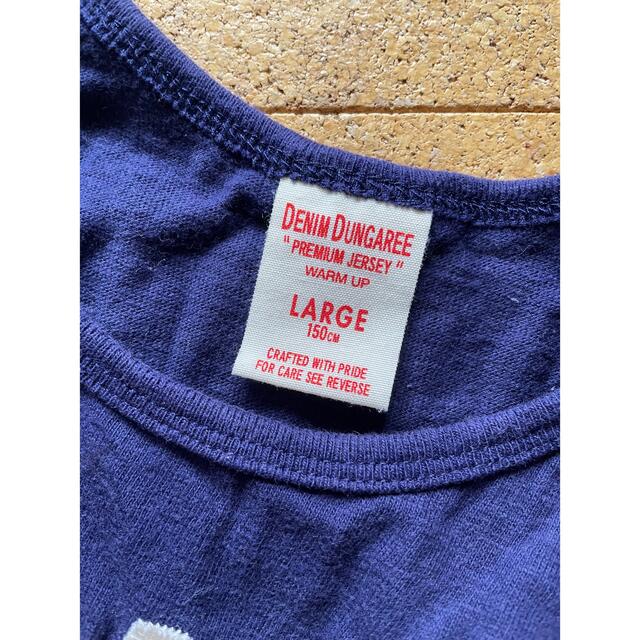 DENIM DUNGAREE
"PREMIUM JERSEY"
WARM UP
LARGE
150CM
CRAFTED WITH PRIDE
FOR CARE SEE REVERSE